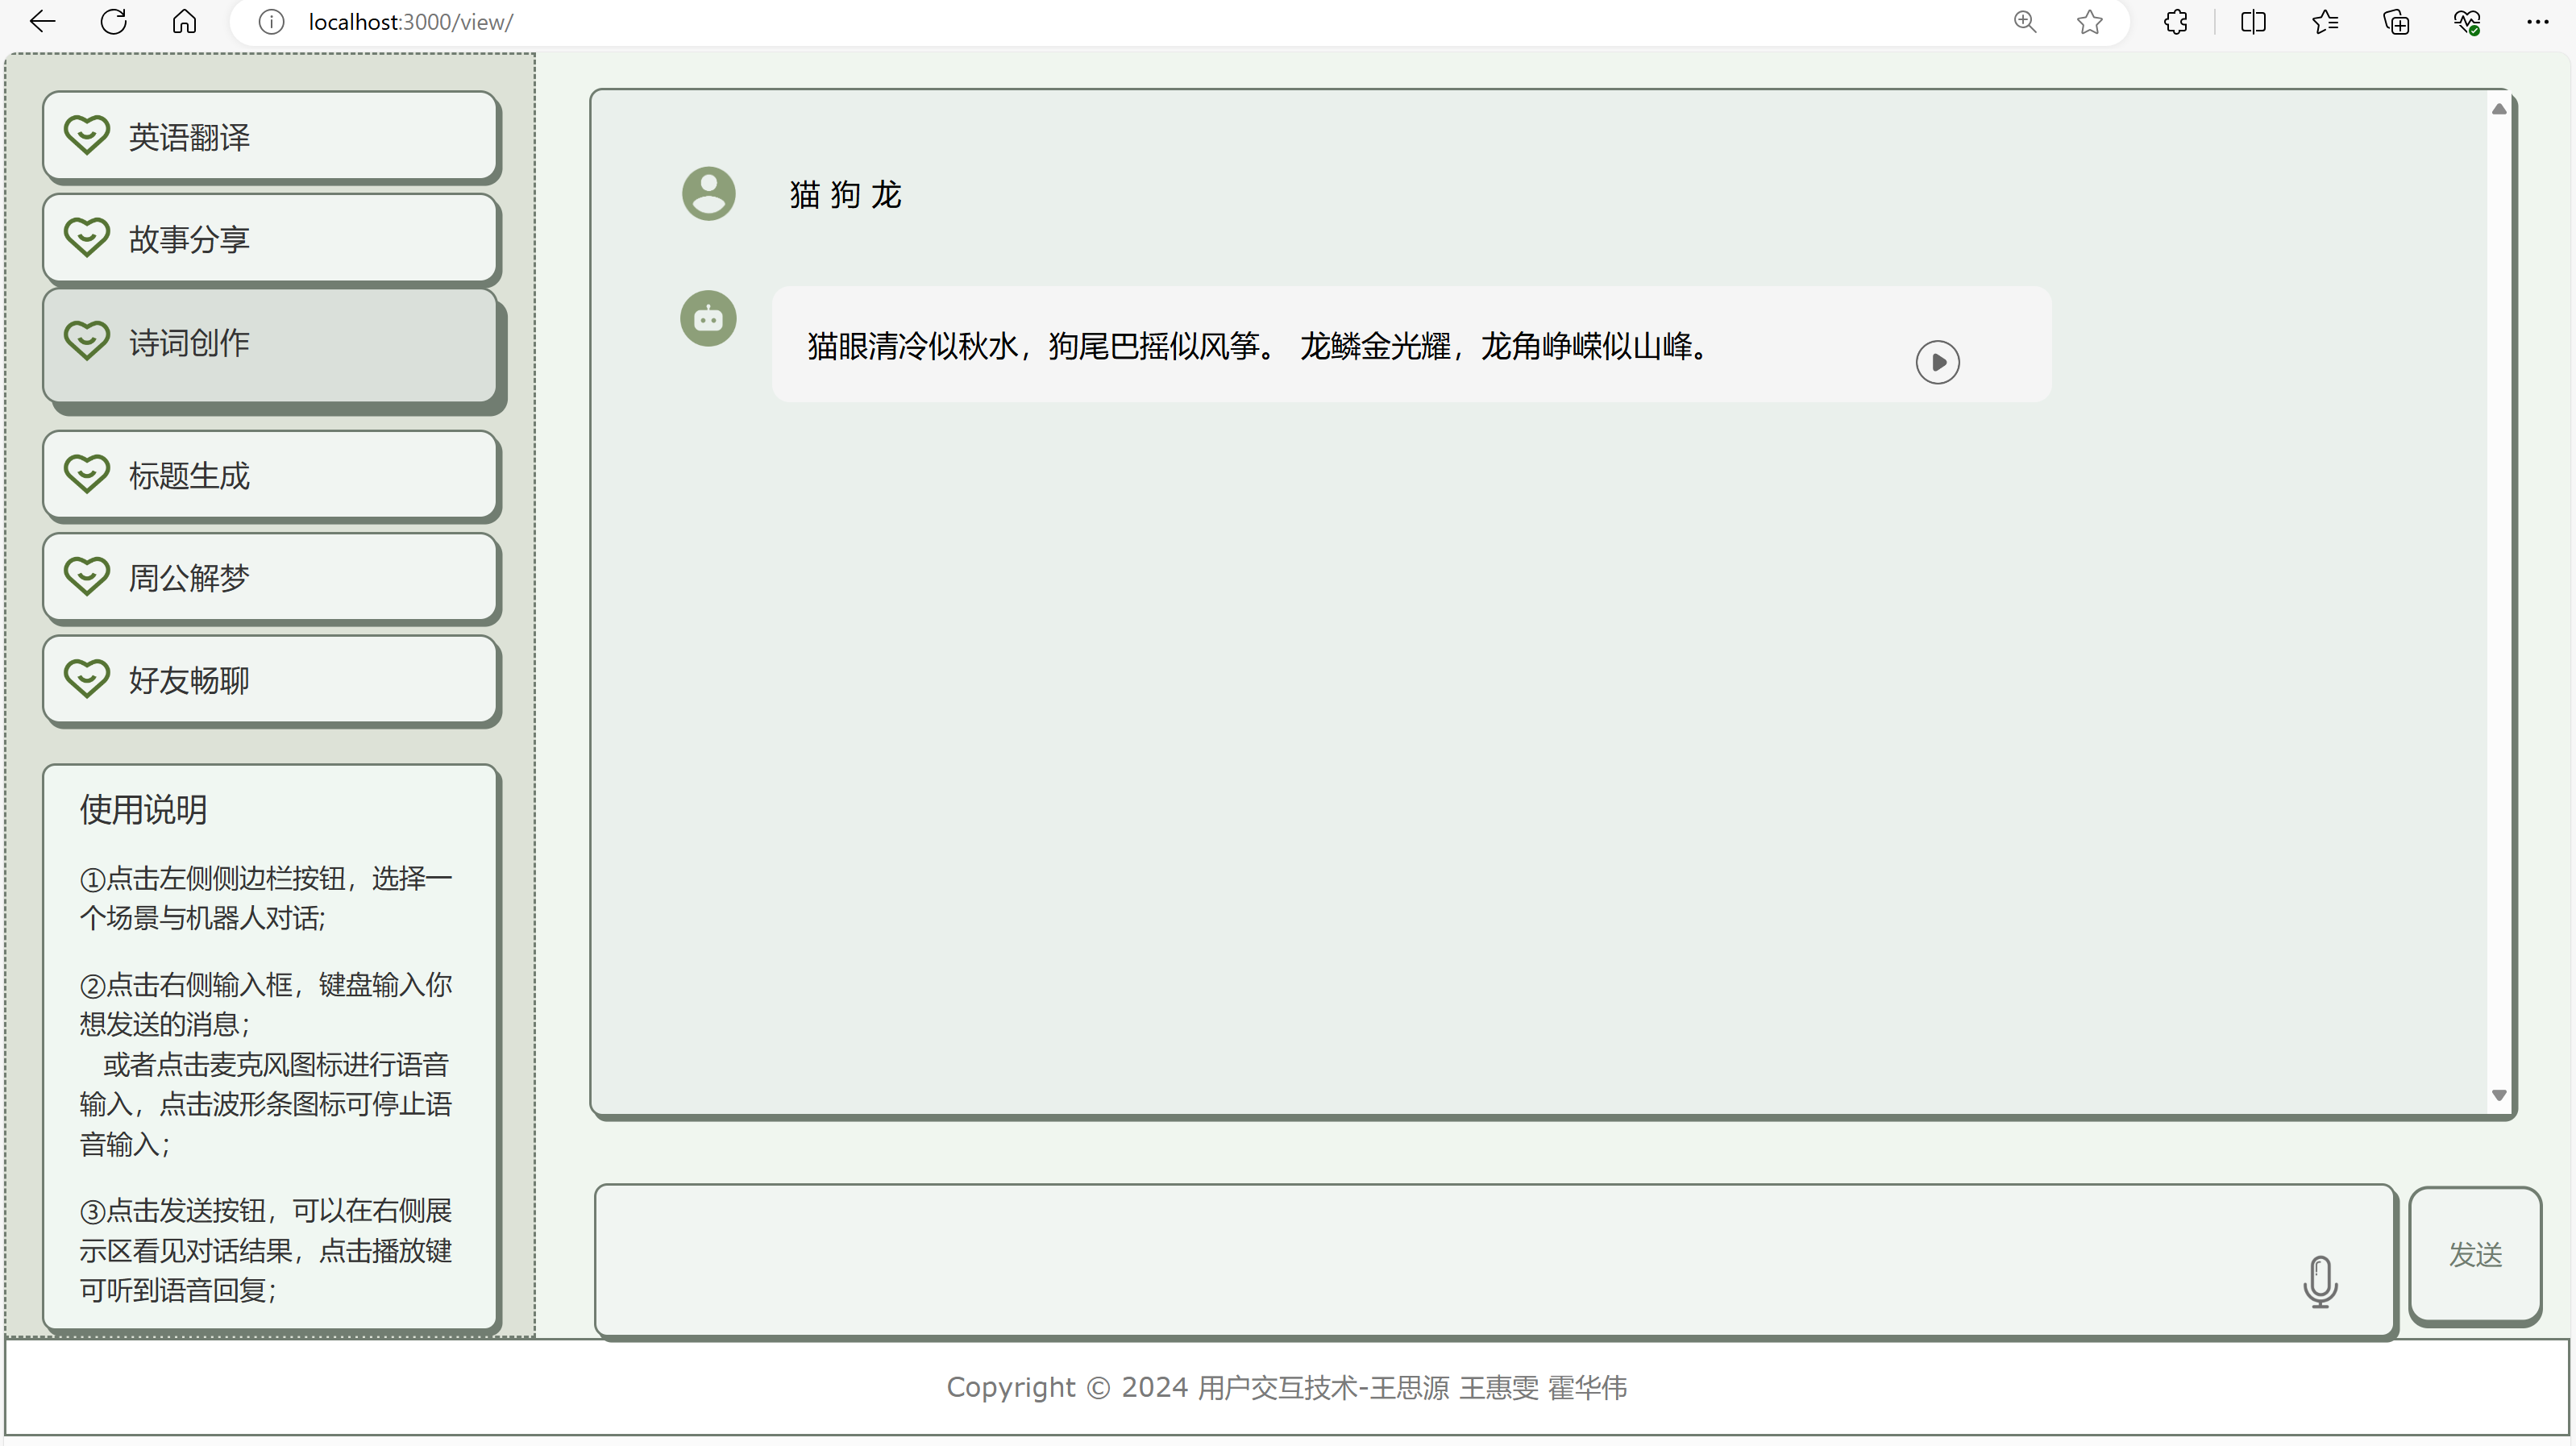 localhost:3000/view/
英语翻译
故事分享
诗词创作
标题生成
周公解梦
好友畅聊
使用说明
①点击左侧侧边栏按钮，选择一
个场景与机器人对话;
②点击右侧输入框，键盘输入你
想发送的消息；
或者点击麦克风图标进行语音
输入，点击波形条图标可停止语
音输入；
③点击发送按钮，可以在右侧展
示区看见对话结果，点击播放键
可听到语音回复；
猫 狗 龙
猫眼清冷似秋水，狗尾巴摇似风筝。 龙鳞金光耀，龙角峥嵘似山峰。
发送
Copyright © 2024 用户交互技术-王思源 王惠雯 霍华伟